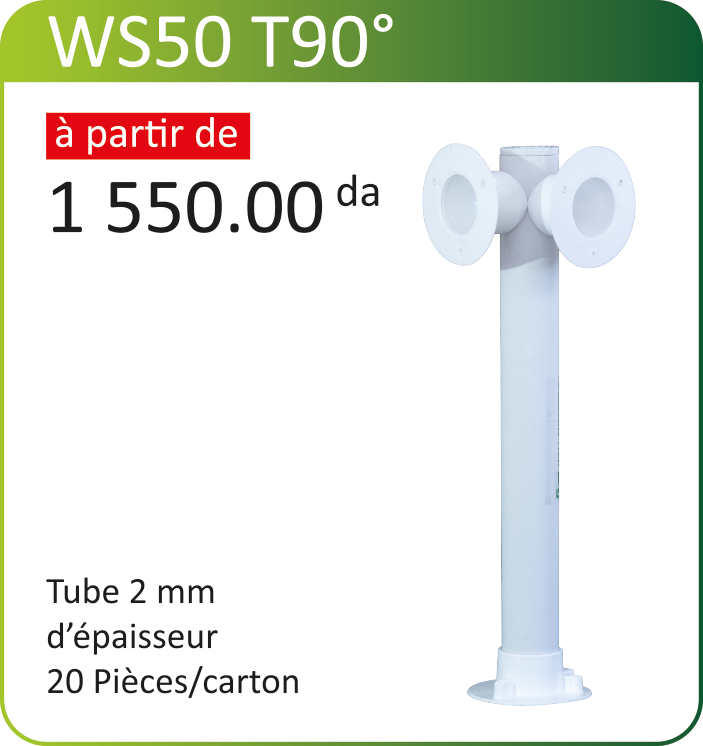 WS50 T90°
à partir de
1 550.00 da
Tube 2 mm
d’épaisseur
20 Pièces/carton